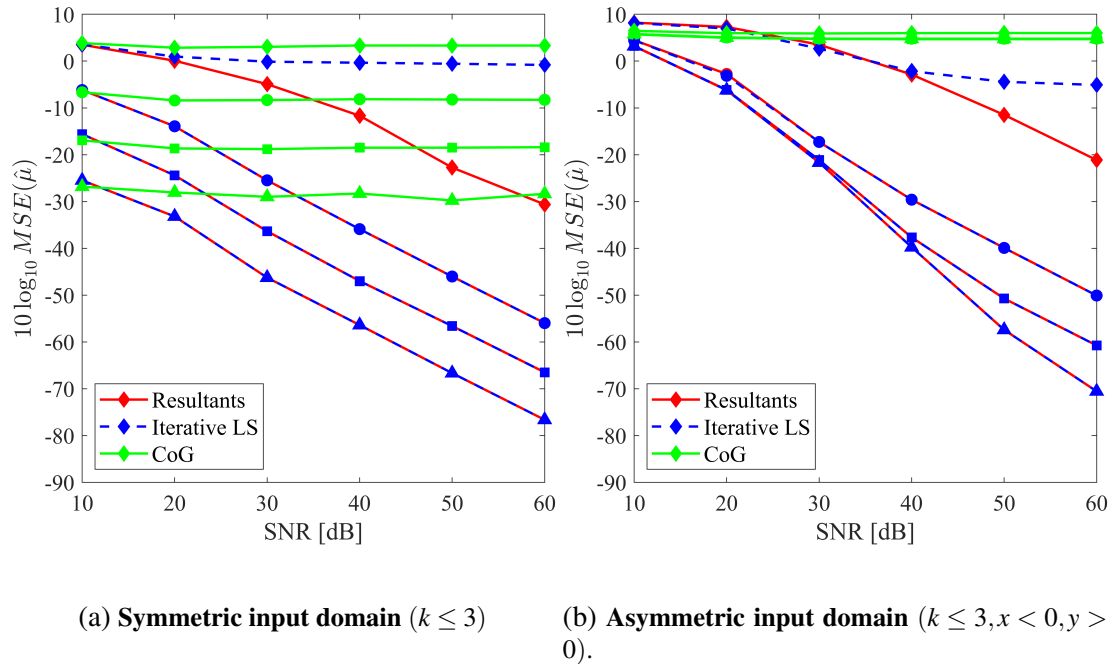 10
0
-10
-20
-30
-40
-50
-60
-70
-80
-90
10 log₁₀ MSE(μ̂)
10 20 30 40 50 60
SNR [dB]
Resultants
Iterative LS
CoG
10
0
-10
-20
-30
-40
-50
-60
-70
-80
-90
10 log₁₀ MSE(μ̂)
10 20 30 40 50 60
SNR [dB]
Resultants
Iterative LS
CoG
(a) Symmetric input domain (k ≤ 3)
(b) Asymmetric input domain (k ≤ 3, x < 0, y >
0).